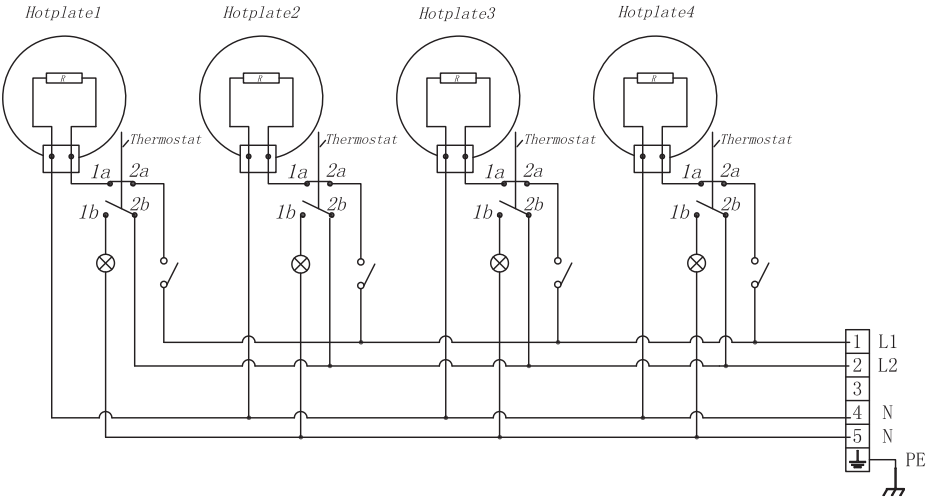 Hotplate1 Hotplate2 Hotplate3 Hotplate4
R R R R
Thermostat Thermostat Thermostat Thermostat
1a 2a 1a 2a 1a 2a 1a 2a
1b 2b 1b 2b 1b 2b 1b 2b
1 L1
2 L2
3
4 N
5 N
PE